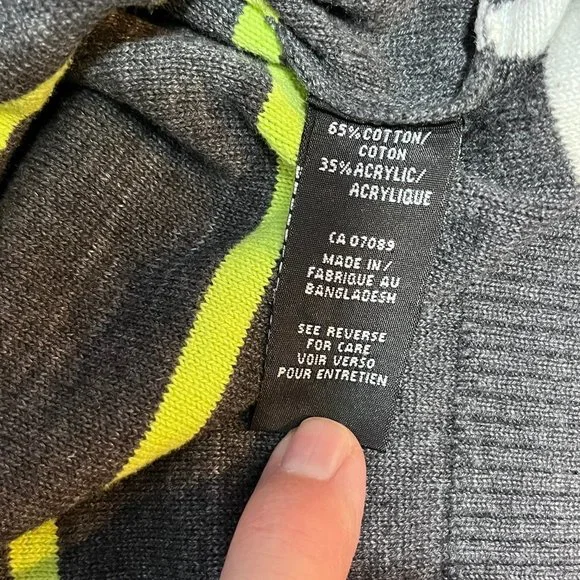 65% COTTON/
COTON
35% ACRYLIC/
ACRYLIQUE
CA 07089
MADE IN/
FABRIQUE AU
BANGLADESH
SEE REVERSE
FOR CARE
VOIR VERSO
POUR ENTRETIEN